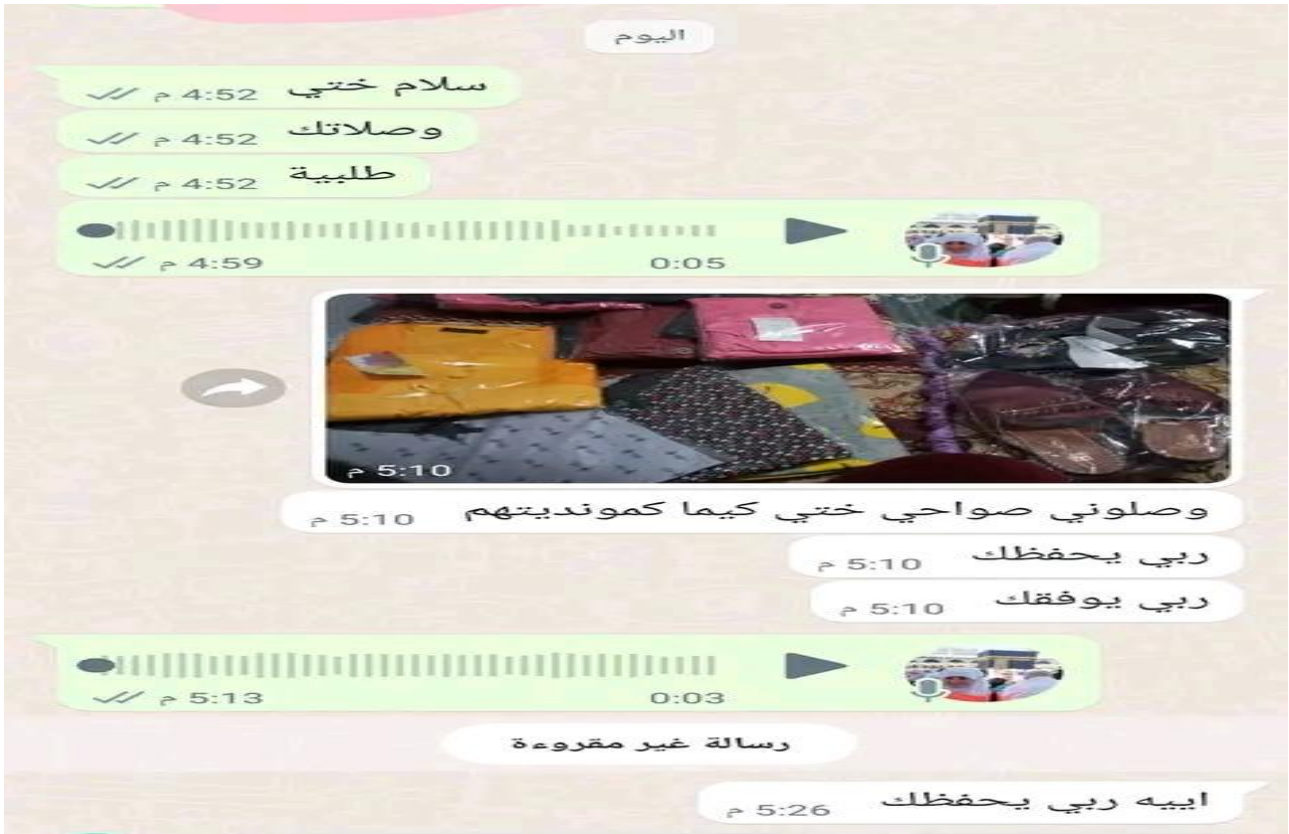 اليوم
سلام ختي 4:52 م
وصلاتك 4:52 م
طلبية 4:52 م
0:05 4:59 م
5:10 م
وصلوني صواحي ختي كيما كمونديتهم 5:10 م
ربي يحفظك 5:10 م
ربي يوفقك 5:10 م
0:03 5:13 م
رسالة غير مقروءة
اييه ربي يحفظك 5:26 م